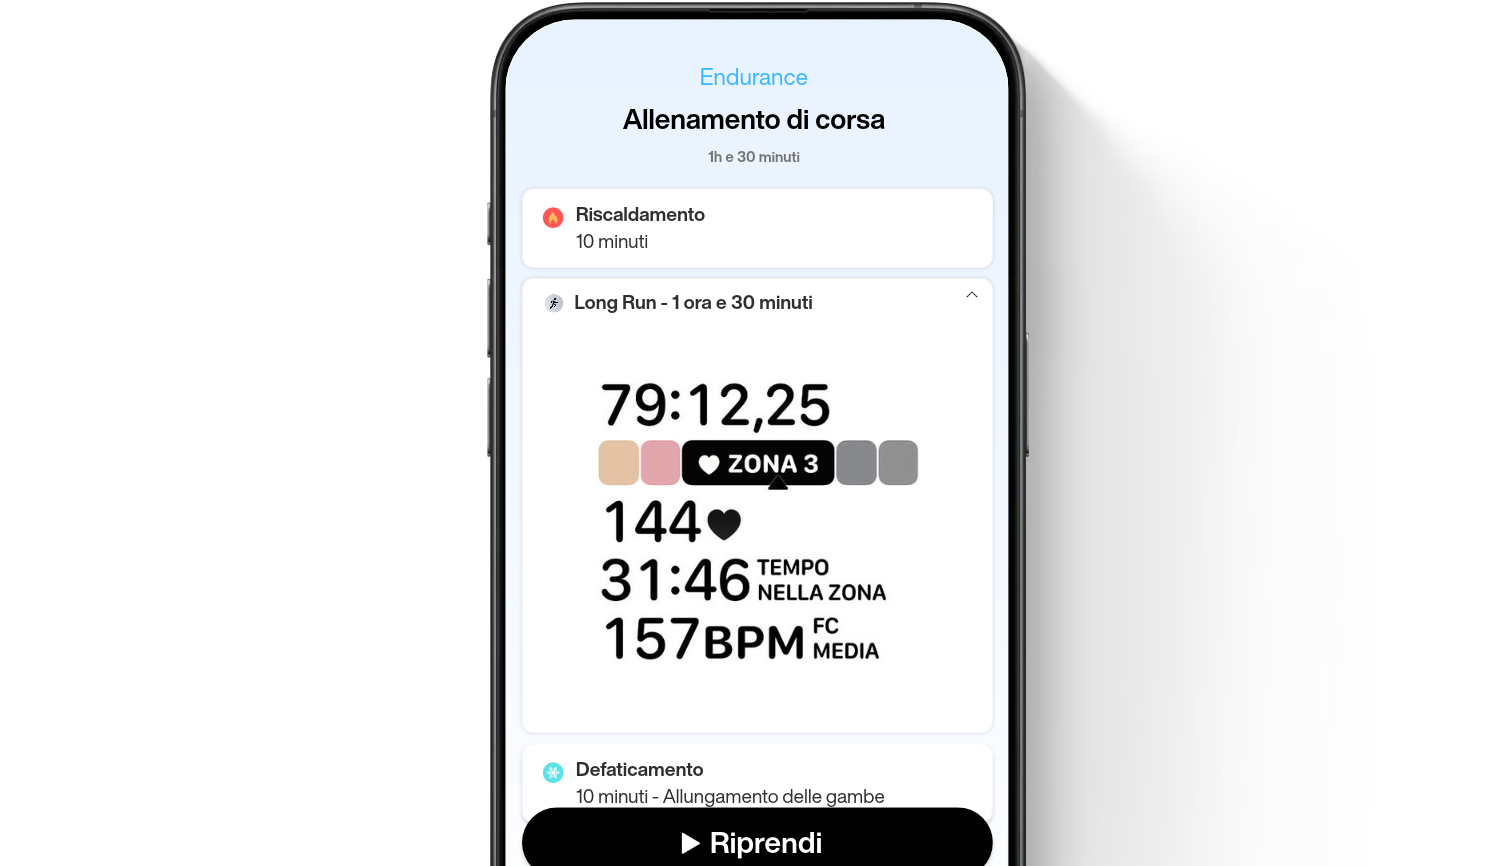 Endurance
Allenamento di corsa
1h e 30 minuti
Riscaldamento
10 minuti
Long Run - 1 ora e 30 minuti
79:12,25
ZONA 3
144
31:46 TEMPO
NELLA ZONA
157BPM FC
MEDIA
Defaticamento
10 minuti - Allungamento delle gambe
Riprendi